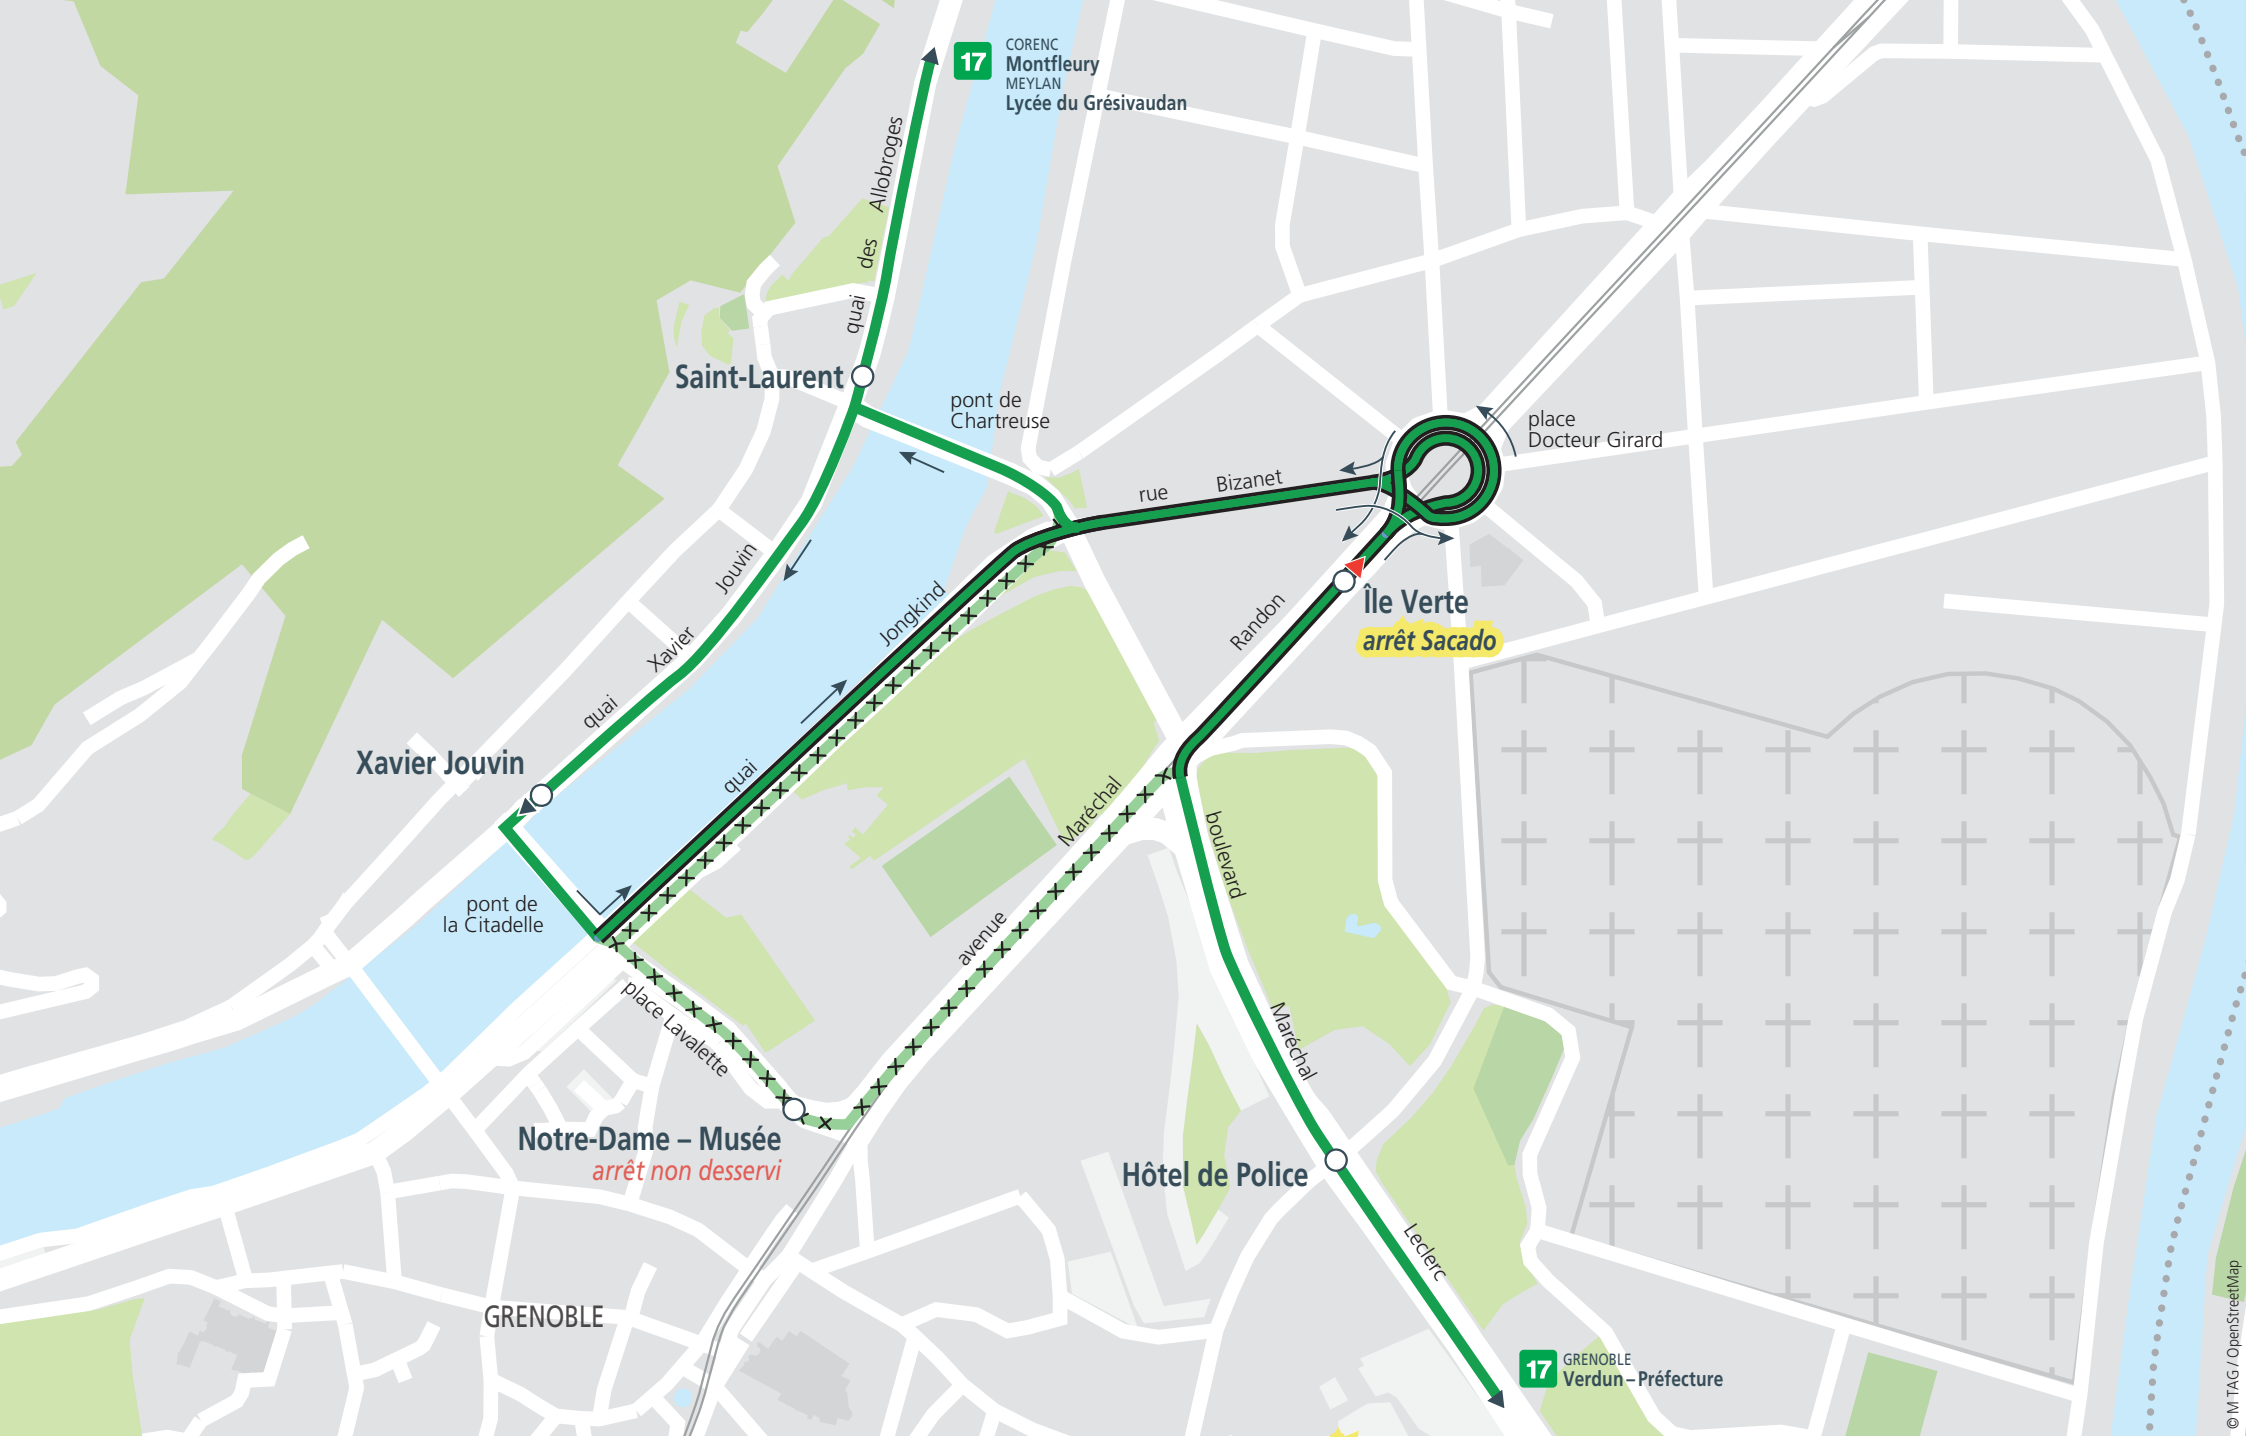 17
CORENC
Montfleury
MEYLAN
Lycée du Grésivaudan
quai des Allobroges
Saint-Laurent
pont de
Chartreuse
place
Docteur Girard
rue Bizanet
quai Xavier Jouvin
quai Jongkind
Île Verte
arrêt Sacado
Xavier Jouvin
avenue Maréchal Randon
pont de
la Citadelle
place Lavalette
boulevard Maréchal Leclerc
Notre-Dame – Musée
arrêt non desservi
Hôtel de Police
GRENOBLE
17
GRENOBLE
Verdun–Préfecture
© M TAG / OpenStreetMap